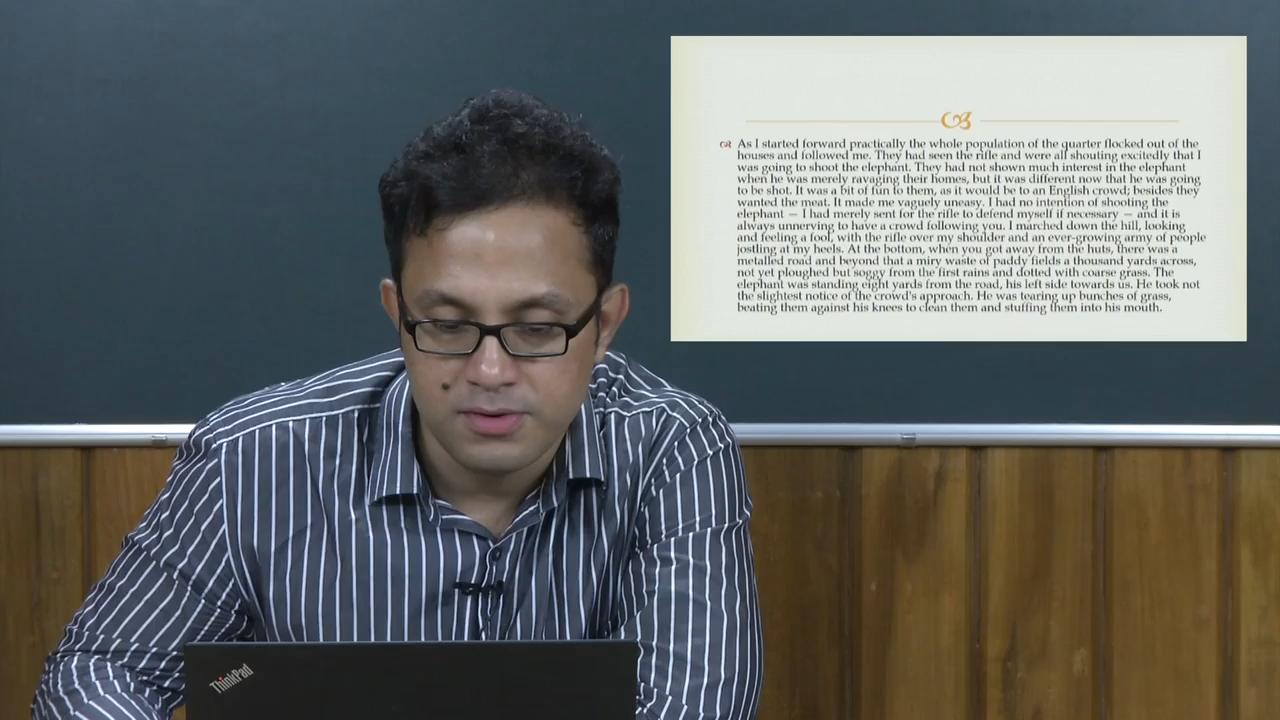 As I started forward practically the whole population of the quarter flocked out of the
houses and followed me. They had seen the rifle and were all shouting excitedly that I
was going to shoot the elephant. They had not shown much interest in the elephant
when he was merely ravaging their homes, but it was different now that he was going
to be shot. It was a bit of fun to them, as it would be to an English crowd; besides they
wanted the meat. It made me vaguely uneasy. I had no intention of shooting the
elephant — I had merely sent for the rifle to defend myself if necessary — and it is
always unnerving to have a crowd following you. I marched down the hill, looking
and feeling a fool, with the rifle over my shoulder and an ever-growing army of people
jostling at my heels. At the bottom, when you got away from the huts, there was a
metalled road and beyond that a miry waste of paddy fields a thousand yards across,
not yet ploughed but soggy from the first rains and dotted with coarse grass. The
elephant was standing eight yards from the road, his left side towards us. He took not
the slightest notice of the crowd's approach. He was tearing up bunches of grass,
beating them against his knees to clean them and stuffing them into his mouth.
ThinkPad